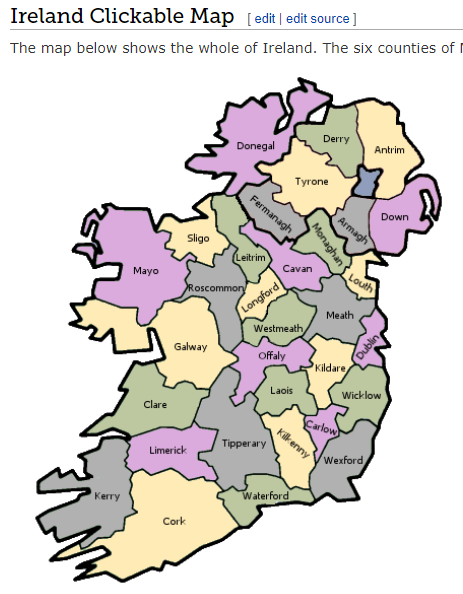 Ireland Clickable Map [ edit | edit source ]
The map below shows the whole of Ireland. The six counties of
Donegal
Derry
Antrim
Tyrone
Fermanagh
Armagh
Down
Sligo
Monaghan
Leitrim
Mayo
Cavan
Louth
Roscommon
Longford
Meath
Westmeath
Galway
Offaly
Dublin
Kildare
Laois
Wicklow
Clare
Carlow
Limerick
Tipperary
Kilkenny
Wexford
Kerry
Waterford
Cork